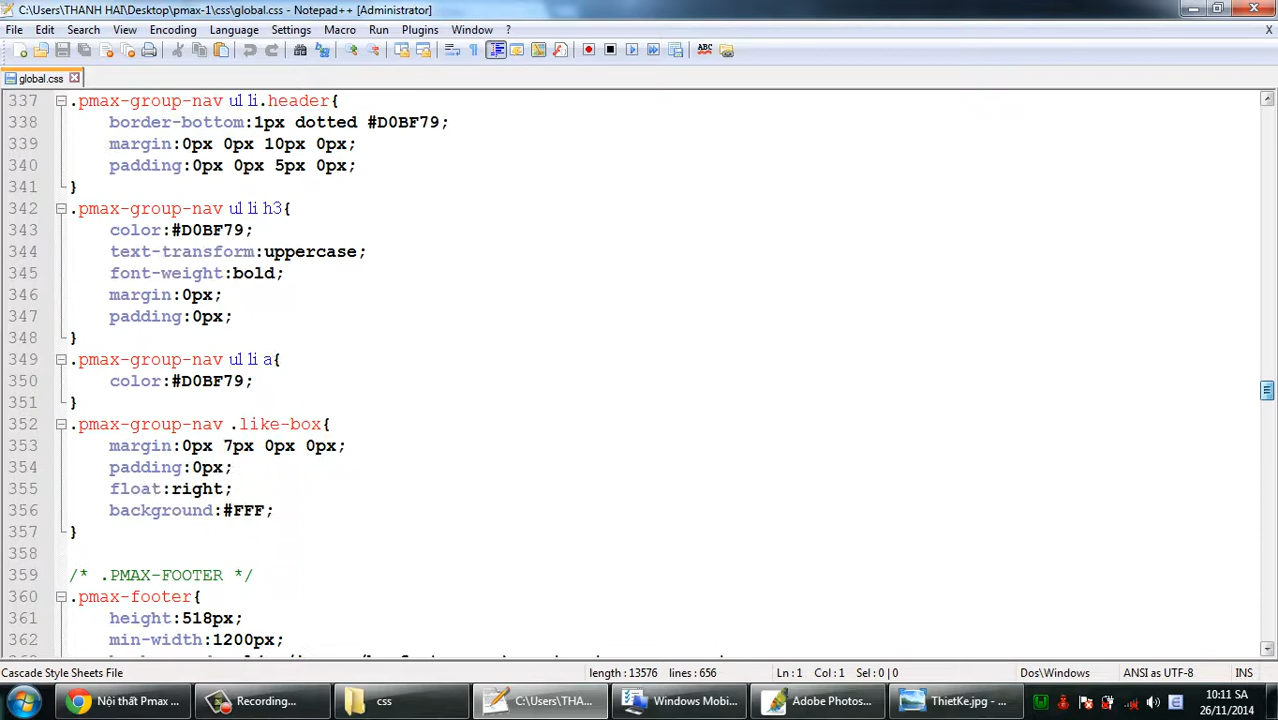 C:\Users\THANH HAI\Desktop\pmax-1\css\global.css - Notepad++ [Administrator]
File Edit Search View Encoding Language Settings Macro Run Plugins Window ? X
ABC
global.css
337 .pmax-group-nav ul li.header{
338 border-bottom:1px dotted #D0BF79;
339 margin:0px 0px 10px 0px;
340 padding:0px 0px 5px 0px;
341 }
342 .pmax-group-nav ul li h3{
343 color:#D0BF79;
344 text-transform:uppercase;
345 font-weight:bold;
346 margin:0px;
347 padding:0px;
348 }
349 .pmax-group-nav ul li a{
350 color:#D0BF79;
351 }
352 .pmax-group-nav .like-box{
353 margin:0px 7px 0px 0px;
354 padding:0px;
355 float:right;
356 background:#FFF;
357 }
358
359 /* .PMAX-FOOTER */
360 .pmax-footer{
361 height:518px;
362 min-width:1200px;
Cascade Style Sheets File length : 13576 lines : 656 Ln : 1 Col : 1 Sel : 0 | 0 Dos\Windows ANSI as UTF-8 INS
Nội thất Pmax ... Recording... css C:\Users\THA... Windows Mobi... Adobe Photos... ThietKe.jpg - ... 10:11 SA
26/11/2014